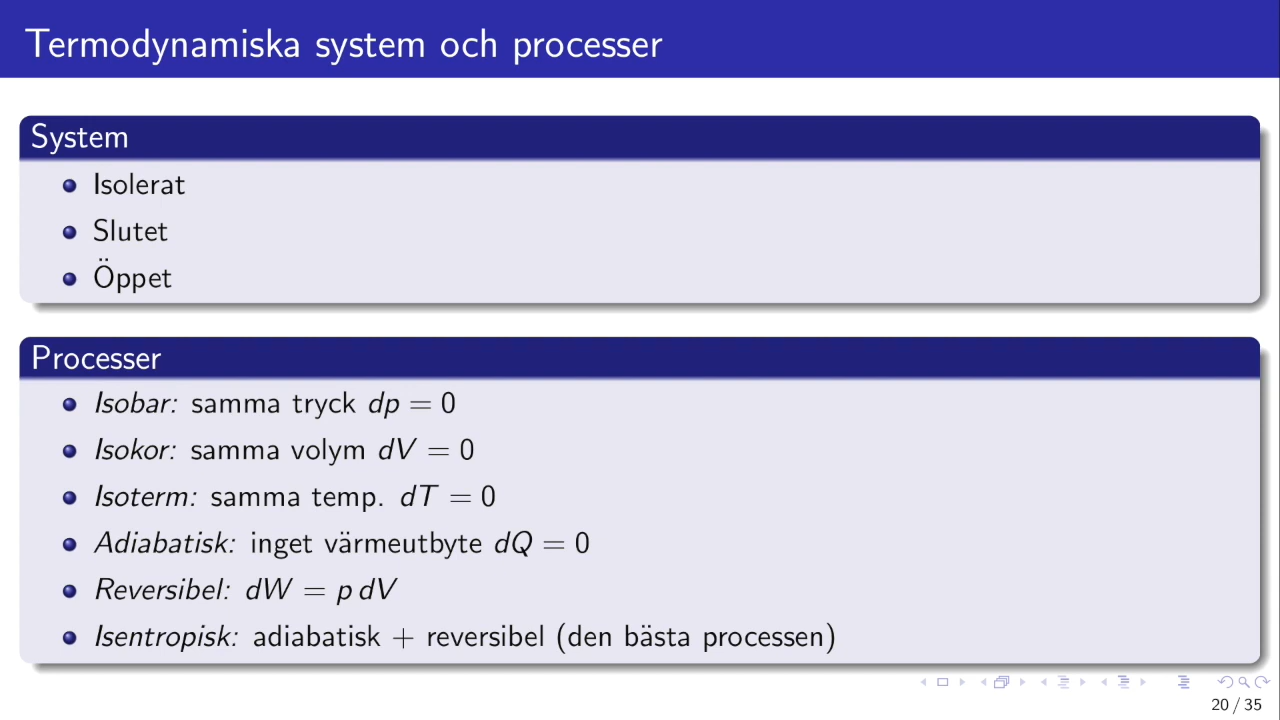 Termodynamiska system och processer
System
Isolerat
Slutet
Öppet
Processer
Isobar: samma tryck dp = 0
Isokor: samma volym dV = 0
Isoterm: samma temp. dT = 0
Adiabatisk: inget värmeutbyte dQ = 0
Reversibel: dW = p dV
Isentropisk: adiabatisk + reversibel (den bästa processen)
20 / 35